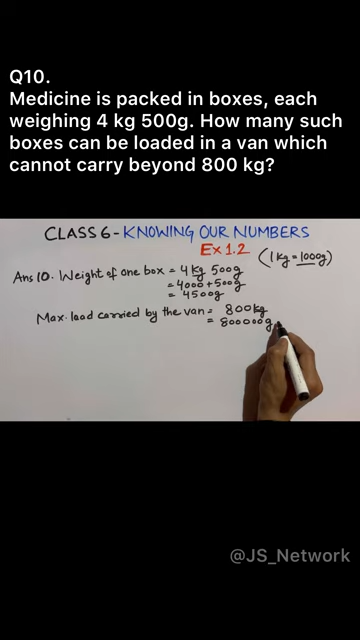 Q10.
Medicine is packed in boxes, each
weighing 4 kg 500g. How many such
boxes can be loaded in a van which
cannot carry beyond 800 kg?
CLASS 6 - KNOWING OUR NUMBERS
Ex 1.2
(1 kg = 1000g)
Ans 10. Weight of one box = 4 kg 500g
= 4000 + 500g
= 4500g
Max. load carried by the van = 800kg
= 800000g
@JS_Network